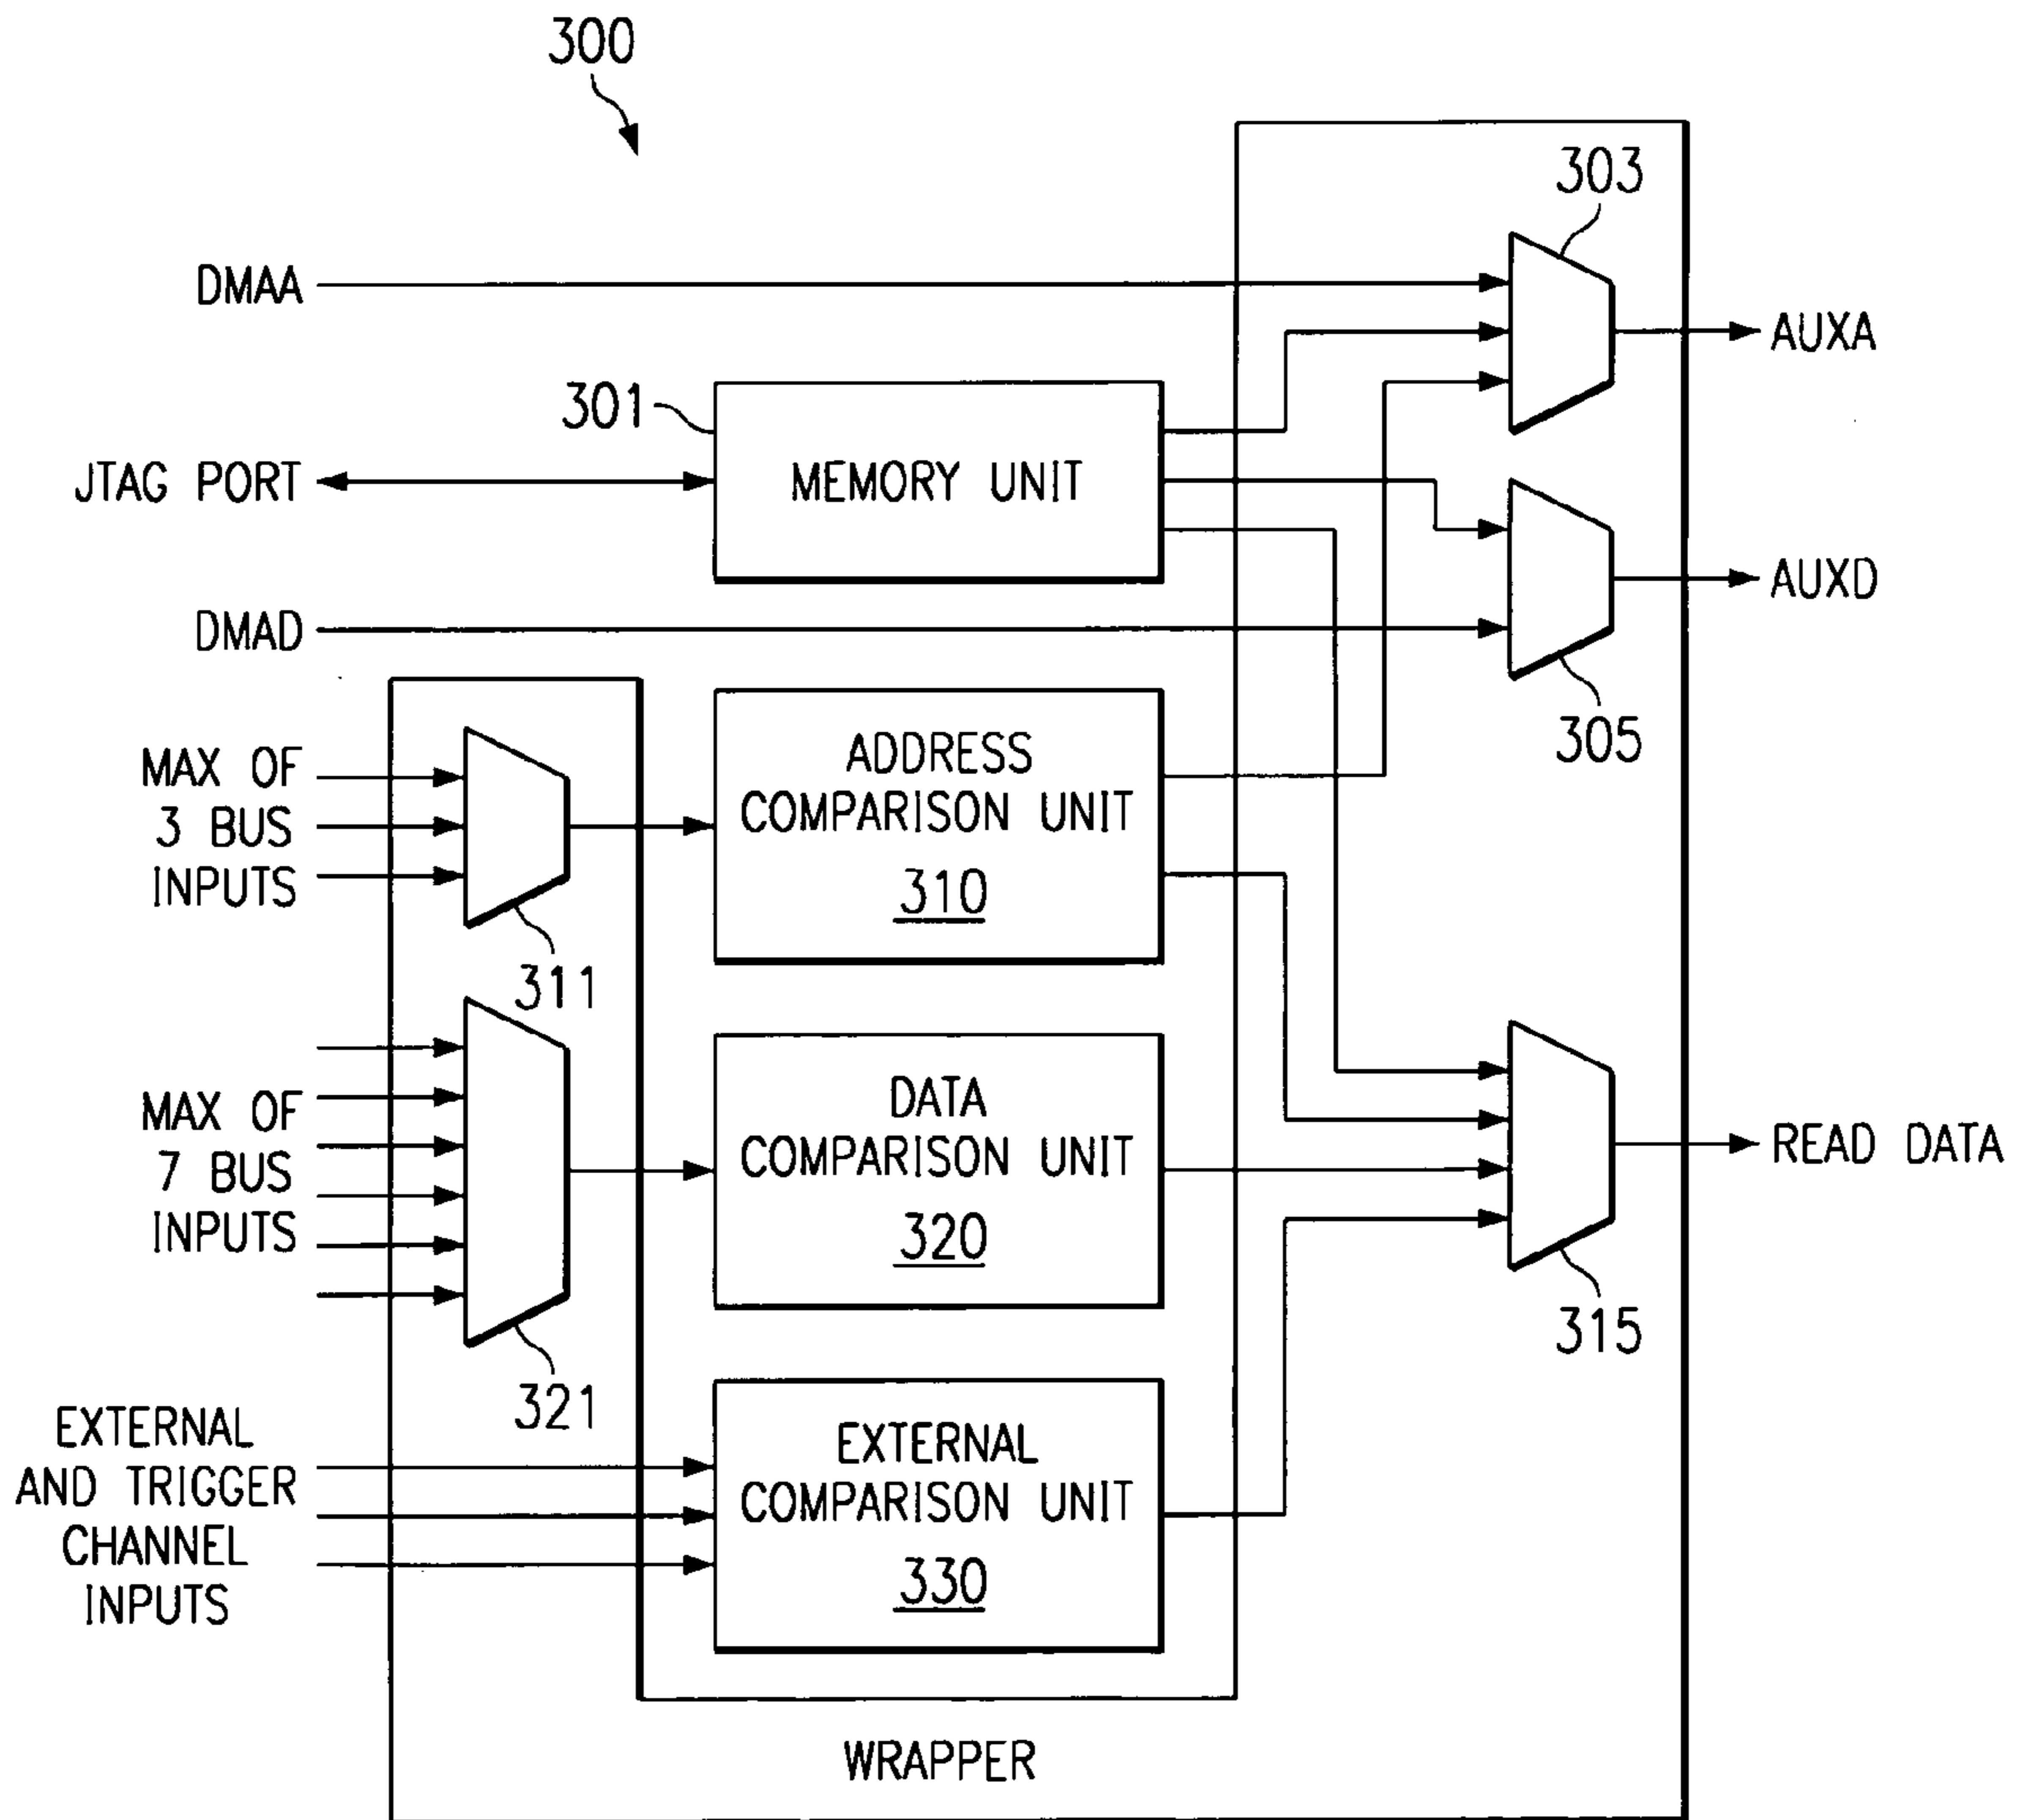 300
303
DMAA
AUXA
301
JTAG PORT
MEMORY UNIT
AUXD
DMAD
305
MAX OF
3 BUS
INPUTS
ADDRESS
COMPARISON UNIT
310
311
MAX OF
7 BUS
INPUTS
DATA
COMPARISON UNIT
320
READ DATA
315
321
EXTERNAL
AND TRIGGER
CHANNEL
INPUTS
EXTERNAL
COMPARISON UNIT
330
WRAPPER